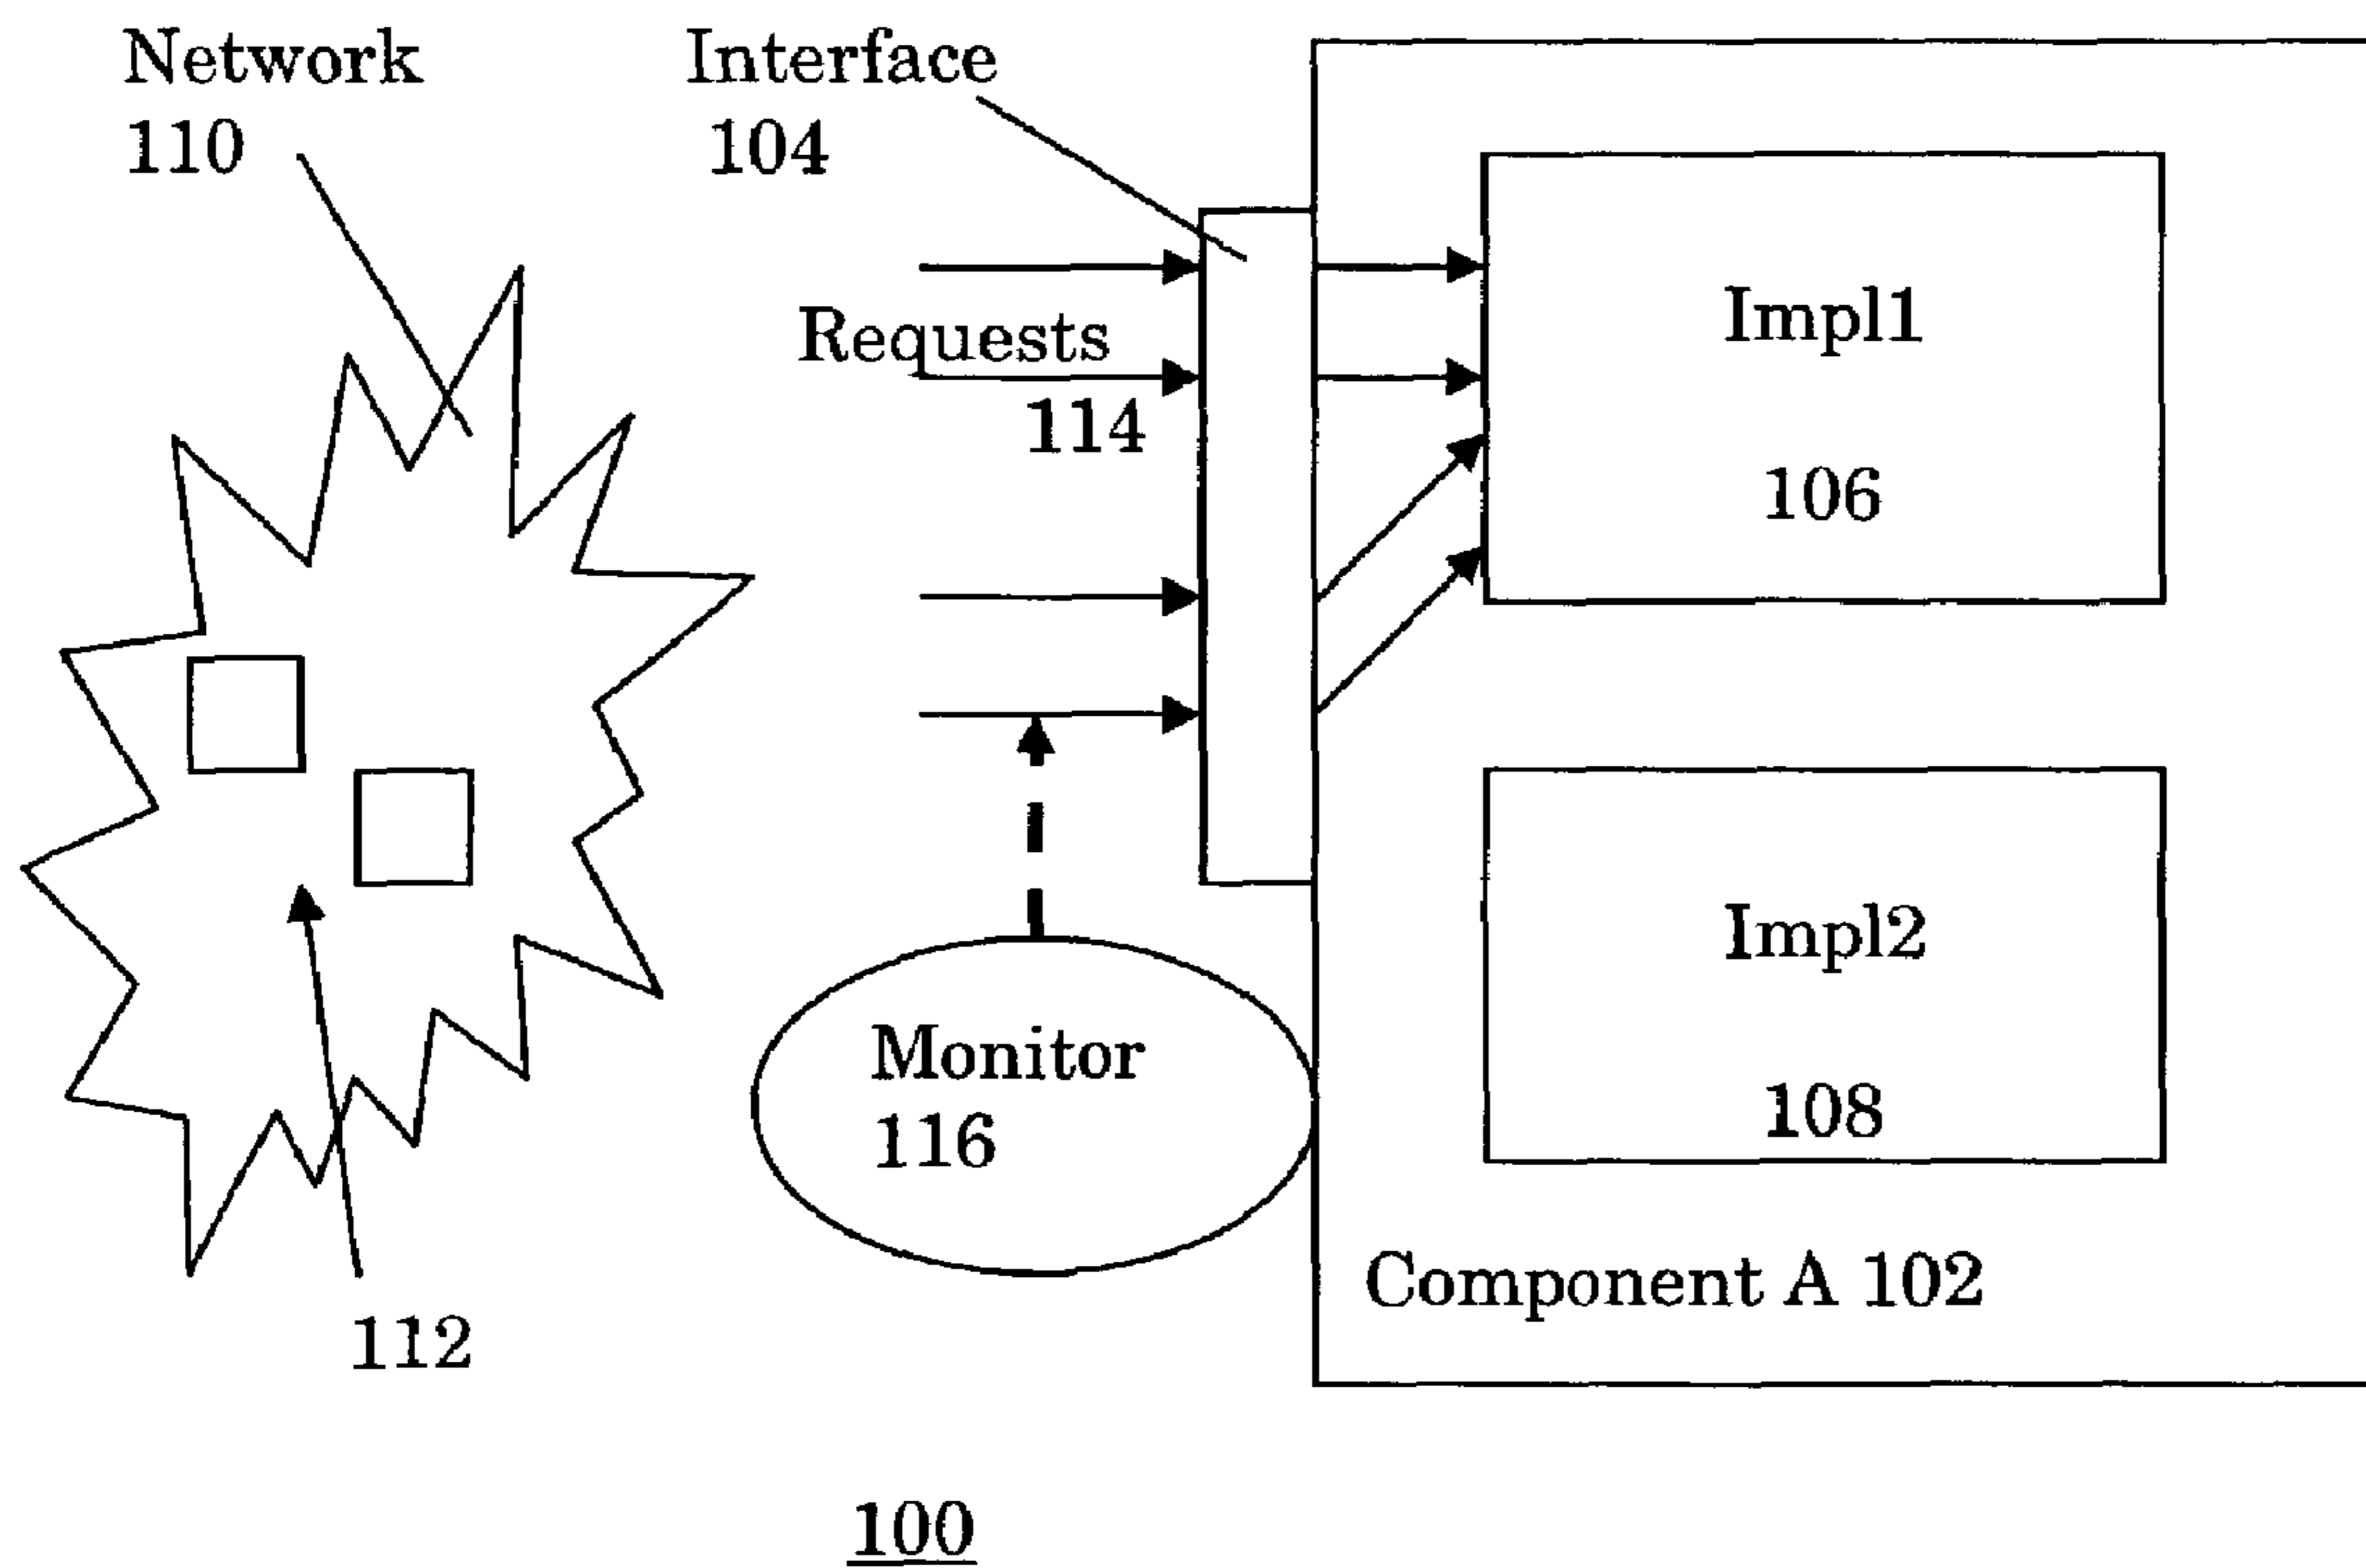 Network
110
Interface
104
Requests
114
Impl1
106
Impl2
108
Monitor
116
Component A 102
112
100